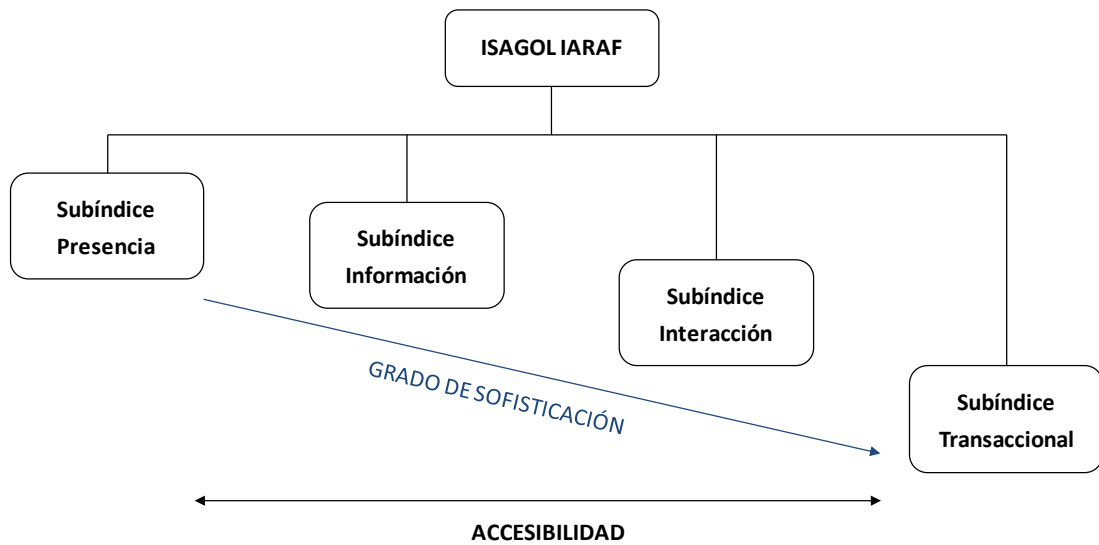 ISAGOL IARAF
Subíndice
Presencia
Subíndice
Información
Subíndice
Interacción
Subíndice
Transaccional
GRADO DE SOFISTICACIÓN
ACCESIBILIDAD